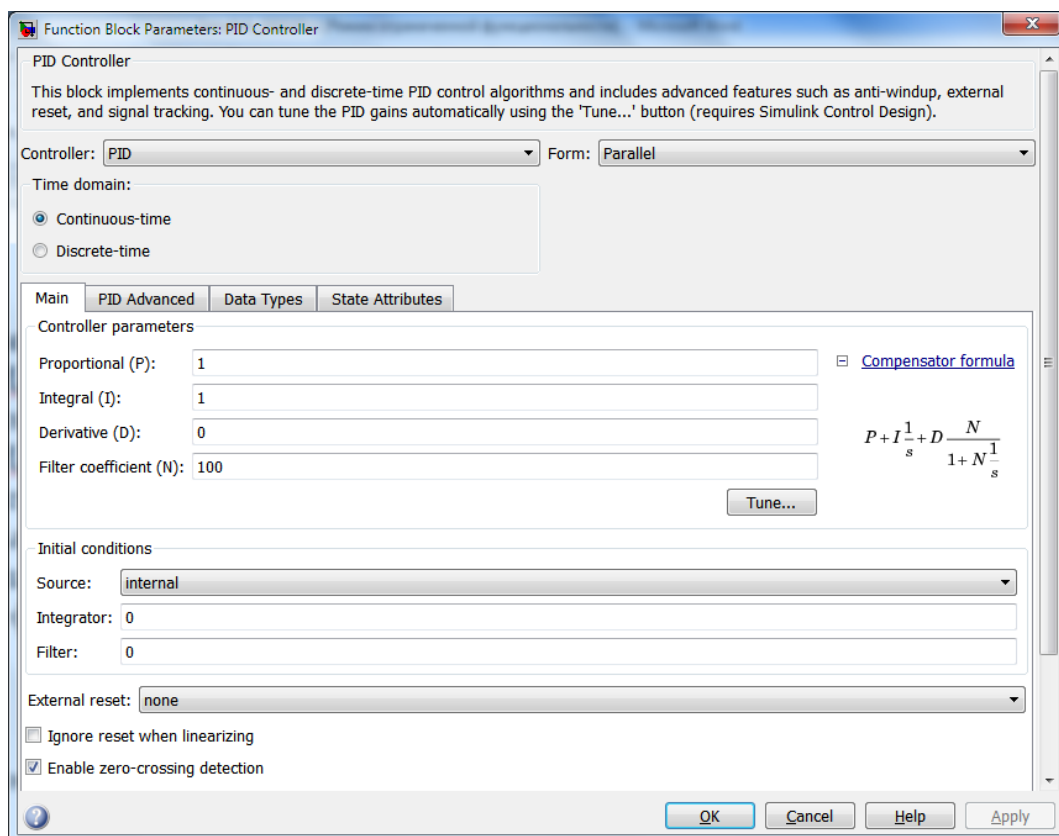 Function Block Parameters: PID Controller
PID Controller
This block implements continuous- and discrete-time PID control algorithms and includes advanced features such as anti-windup, external
reset, and signal tracking. You can tune the PID gains automatically using the 'Tune...' button (requires Simulink Control Design).
Controller: PID Form: Parallel
Time domain:
Continuous-time
Discrete-time
Main PID Advanced Data Types State Attributes
Controller parameters
Proportional (P): 1 Compensator formula
Integral (I): 1
Derivative (D): 0
P+I 1/s + D N/(1+N 1/s)
Filter coefficient (N): 100
Tune...
Initial conditions
Source: internal
Integrator: 0
Filter: 0
External reset: none
Ignore reset when linearizing
Enable zero-crossing detection
OK Cancel Help Apply